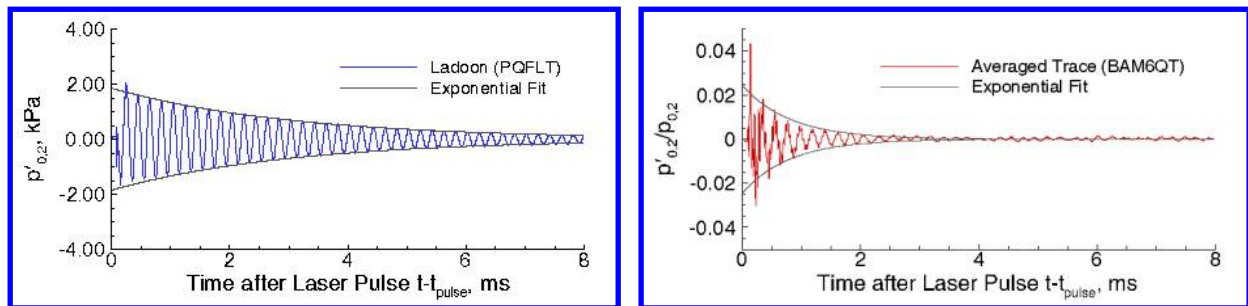 4.00
2.00
0.00
-2.00
-4.00
p'0,2, kPa
Ladoon (PQFLT)
Exponential Fit
0 2 4 6 8
Time after Laser Pulse t-tpulse, ms
0.04
0.02
0
-0.02
-0.04
p'0,2/p0,2
Averaged Trace (BAM6QT)
Exponential Fit
0 2 4 6 8
Time after Laser Pulse t-tpulse, ms